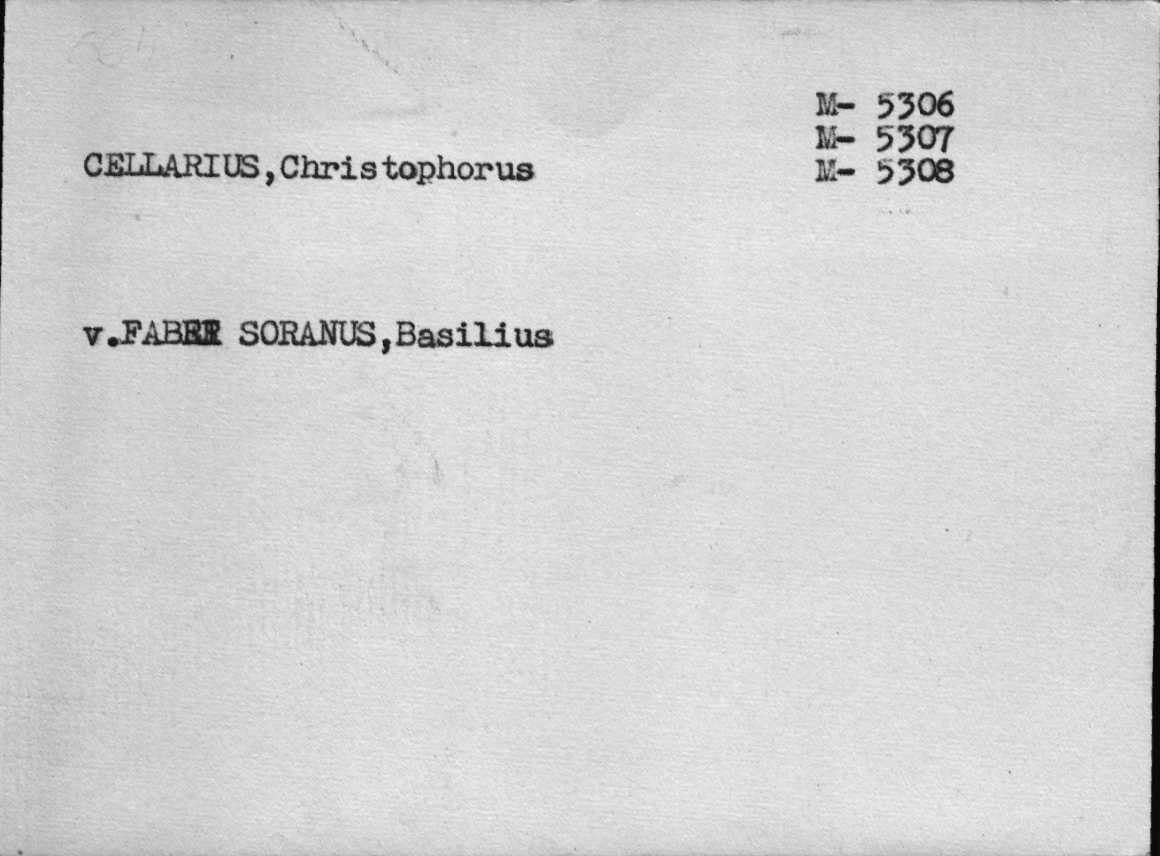 M- 5306
M- 5307
CELLARIUS,Christophorus M- 5308
v.FABER SORANUS,Basilius